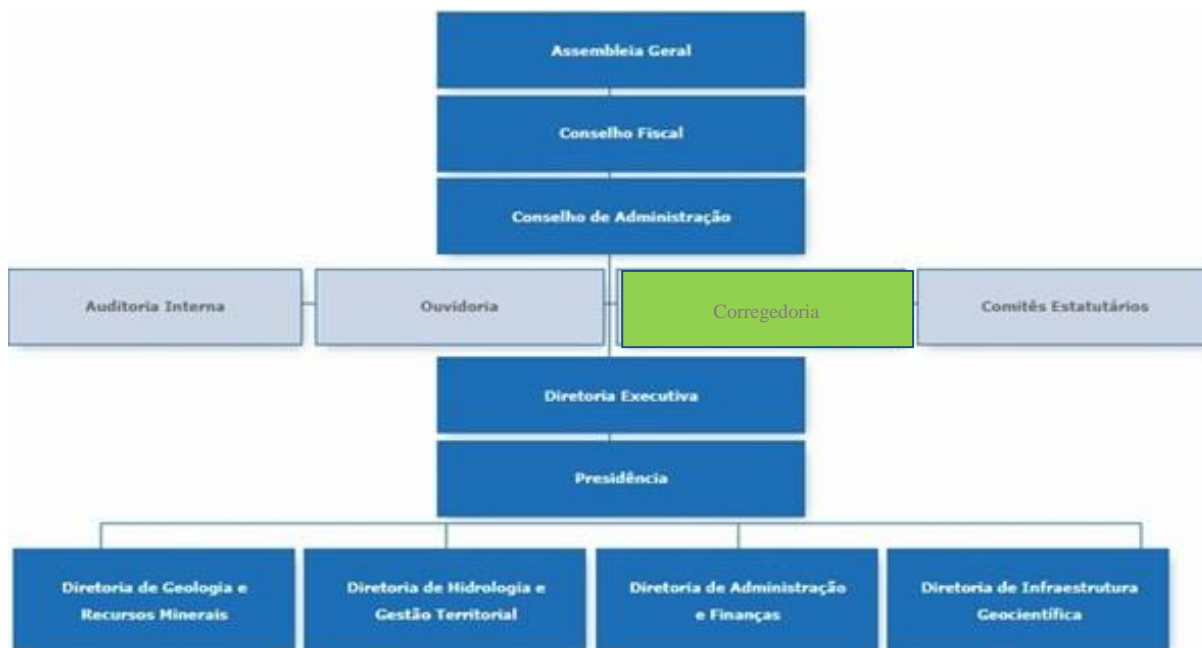 Assembleia Geral
Conselho Fiscal
Conselho de Administração
Auditoria Interna
Ouvidoria
Corregedoria
Comitês Estatutários
Diretoria Executiva
Presidência
Diretoria de Geologia e
Recursos Minerais
Diretoria de Hidrologia e
Gestão Territorial
Diretoria de Administração
e Finanças
Diretoria de Infraestrutura
Geocientífica